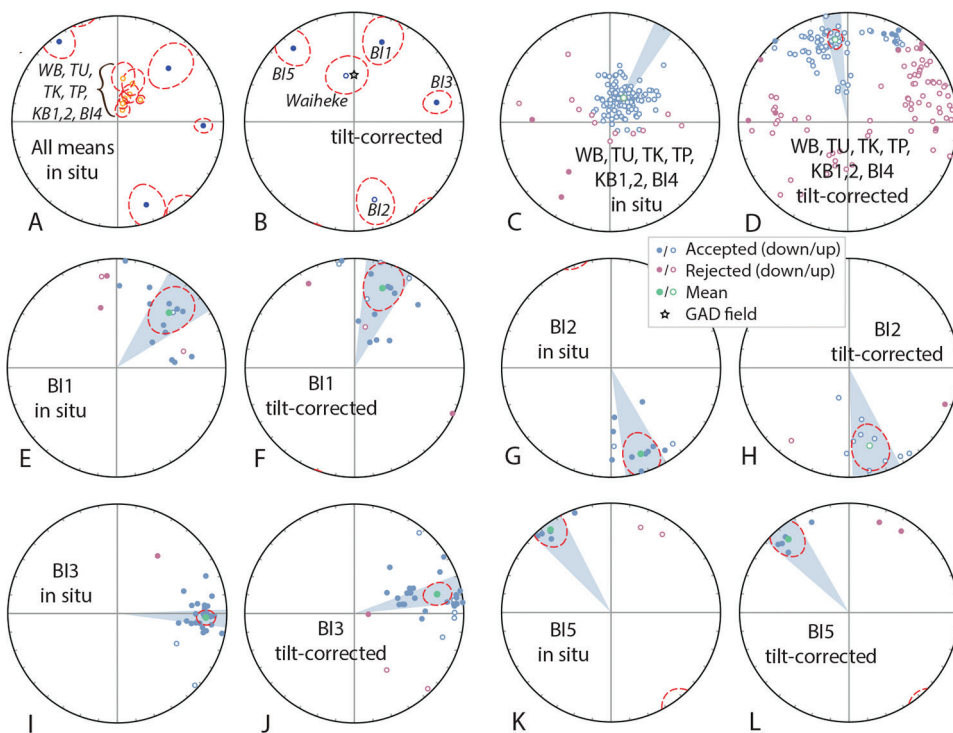 WB, TU,
TK, TP,
KB1,2, BI4
All means
in situ
A
BI5
BI1
BI3
Waiheke
tilt-corrected
BI2
B
WB, TU, TK, TP,
KB1,2, BI4
in situ
C
WB, TU, TK, TP,
KB1,2, BI4
tilt-corrected
D
/ Accepted (down/up)
/ Rejected (down/up)
/ Mean
GAD field
BI1
in situ
E
BI1
tilt-corrected
F
BI2
in situ
G
BI2
tilt-corrected
H
BI3
in situ
I
BI3
tilt-corrected
J
BI5
in situ
K
BI5
tilt-corrected
L